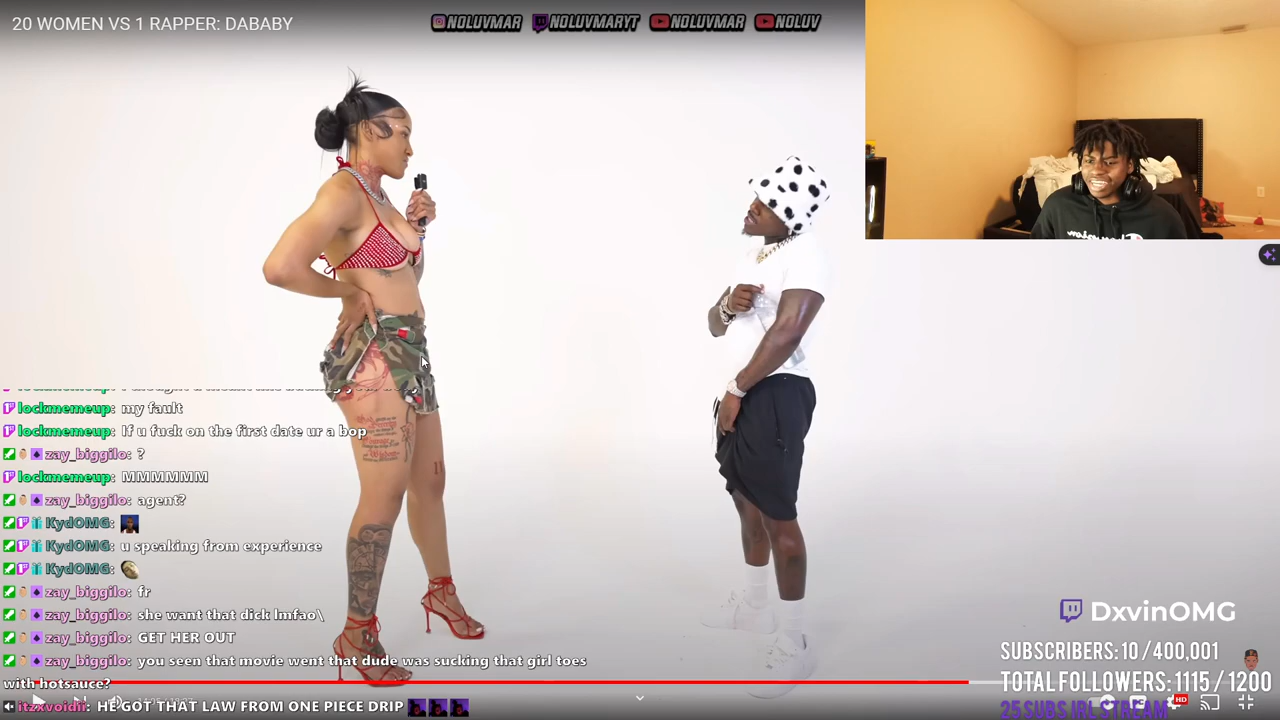 20 WOMEN VS 1 RAPPER: DABABY
NOLUVMAR NOLUVMARYT NOLUVMAR NOLUV
lockmemeup: my fault
lockmemeup: If u fuck on the first date ur a bop
zay_biggilo: ?
lockmemeup: MMMMMM
zay_biggilo: agent?
KydOMG:
KydOMG: u speaking from experience
KydOMG:
zay_biggilo: fr
zay_biggilo: she want that dick lmfao\
zay_biggilo: GET HER OUT
zay_biggilo: you seen that movie went that dude was sucking that girl toes
with hotsauce?
itzxvoidii: HE GOT THAT LAW FROM ONE PIECE DRIP
DxvinOMG
SUBSCRIBERS: 10 / 400,001
TOTAL FOLLOWERS: 1115 / 1200
HD
25 SUBS IRL STREAM